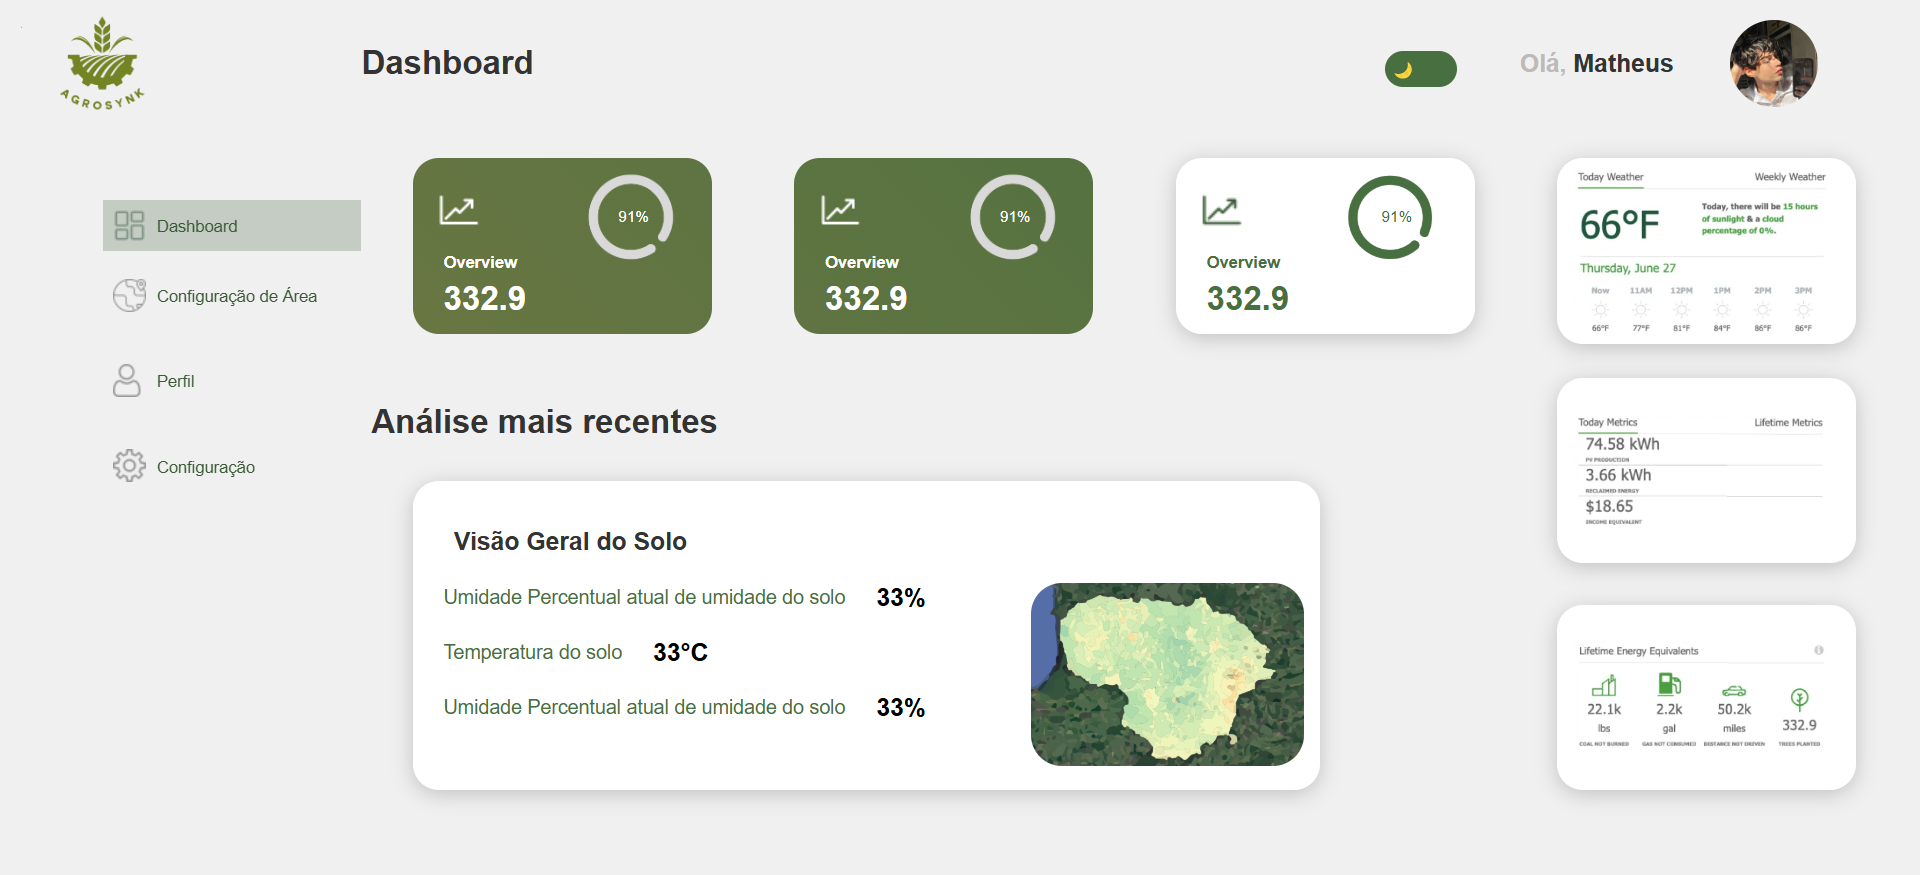 AGROSYNK
Dashboard
Olá, Matheus
Dashboard
Configuração de Área
Perfil
Configuração
91%
Overview
332.9
91%
Overview
332.9
91%
Overview
332.9
Análise mais recentes
Visão Geral do Solo
Umidade Percentual atual de umidade do solo 33%
Temperatura do solo 33°C
Umidade Percentual atual de umidade do solo 33%
Today Weather Weekly Weather
66°F
Today, there will be 15 hours
of sunlight & a cloud
percentage of 0%.
Thursday, June 27
Now 11AM 12PM 1PM 2PM 3PM
66°F 77°F 81°F 84°F 86°F 86°F
Today Metrics Lifetime Metrics
74.58 kWh
PV PRODUCTION
3.66 kWh
RECLAIMED ENERGY
$18.65
INCOME EQUIVALENT
Lifetime Energy Equivalents
22.1k 2.2k 50.2k 332.9
lbs gal miles
COAL NOT BURNED GAS NOT CONSUMED DISTANCE NOT DRIVEN TREES PLANTED